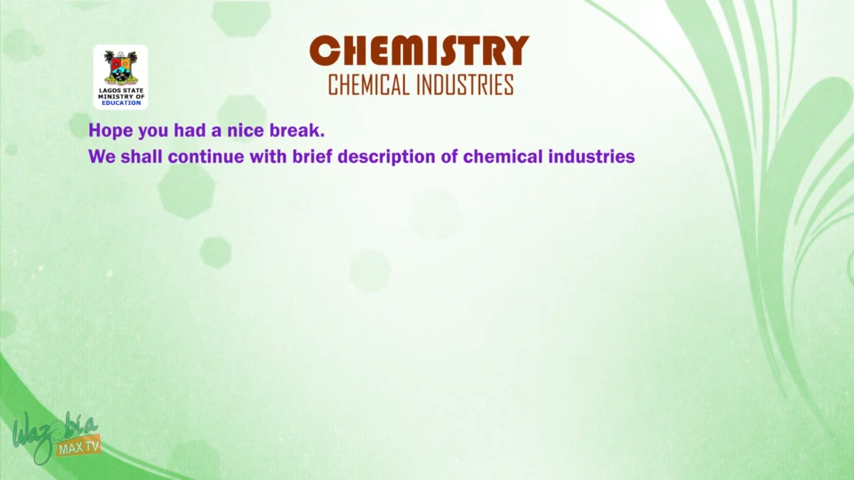 CHEMISTRY
CHEMICAL INDUSTRIES
LAGOS STATE
MINISTRY OF
EDUCATION
Hope you had a nice break.
We shall continue with brief description of chemical industries
Wazobia
MAX TV